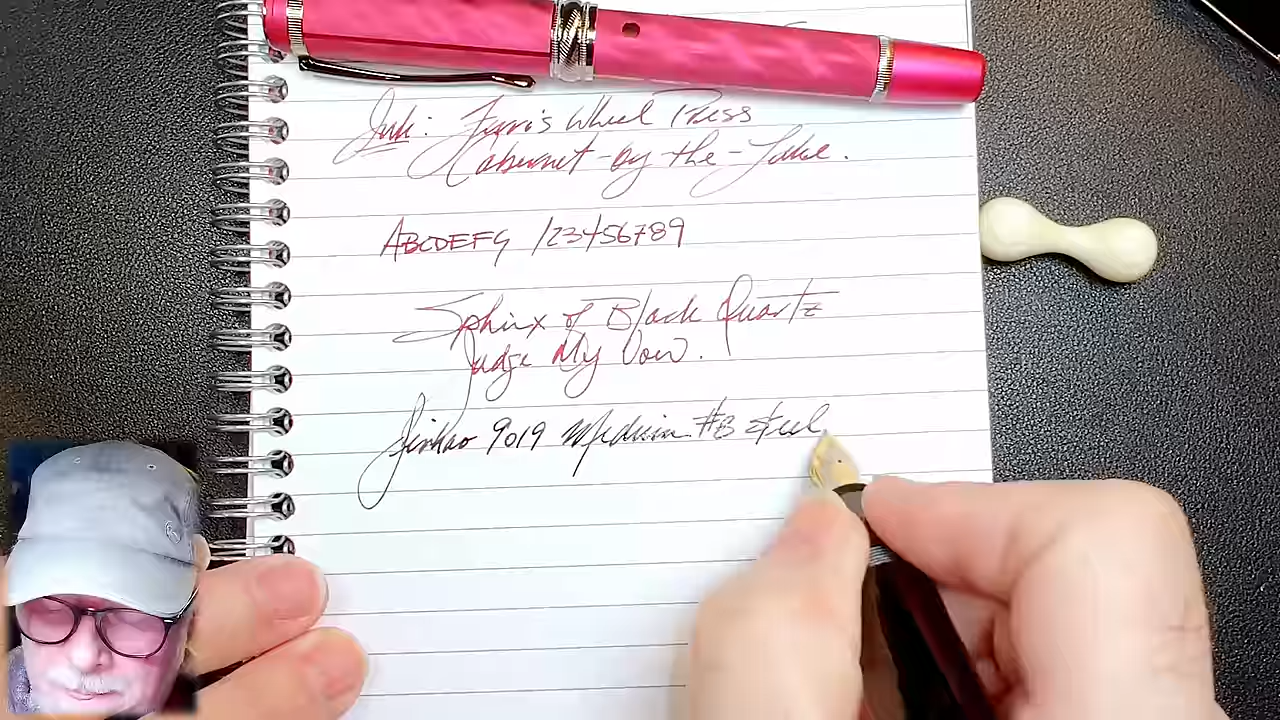 Ink: Ferris Wheel Press
Cabernet-by-the-Lake.
ABCDEFG 123456789
Sphinx of Black Quartz
Judge My Vow.
Jinhao 9019 Medium #8 steel